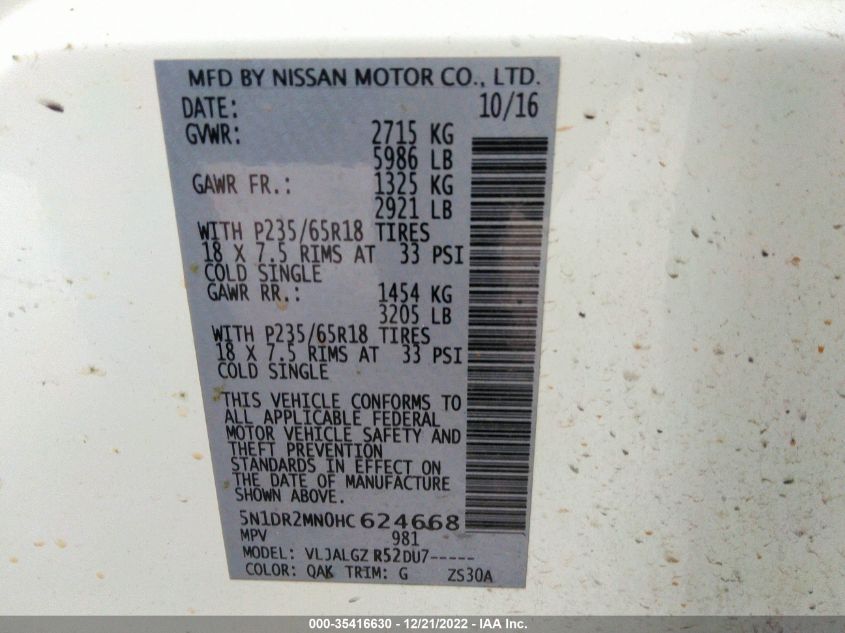 MFD BY NISSAN MOTOR CO., LTD.
DATE: 10/16
GVWR: 2715 KG
5986 LB
GAWR FR.: 1325 KG
2921 LB
WITH P235/65R18 TIRES
18 X 7.5 RIMS AT 33 PSI
COLD SINGLE
GAWR RR.: 1454 KG
3205 LB
WITH P235/65R18 TIRES
18 X 7.5 RIMS AT 33 PSI
COLD SINGLE
THIS VEHICLE CONFORMS TO
ALL APPLICABLE FEDERAL
MOTOR VEHICLE SAFETY AND
THEFT PREVENTION
STANDARDS IN EFFECT ON
THE DATE OF MANUFACTURE
SHOWN ABOVE.
5N1DR2MN0HC624668
MPV 981
MODEL: VLJALGZ R52DU7-----
COLOR: QAK TRIM: G ZS30A
000-35416630 - 12/21/2022 - IAA Inc.